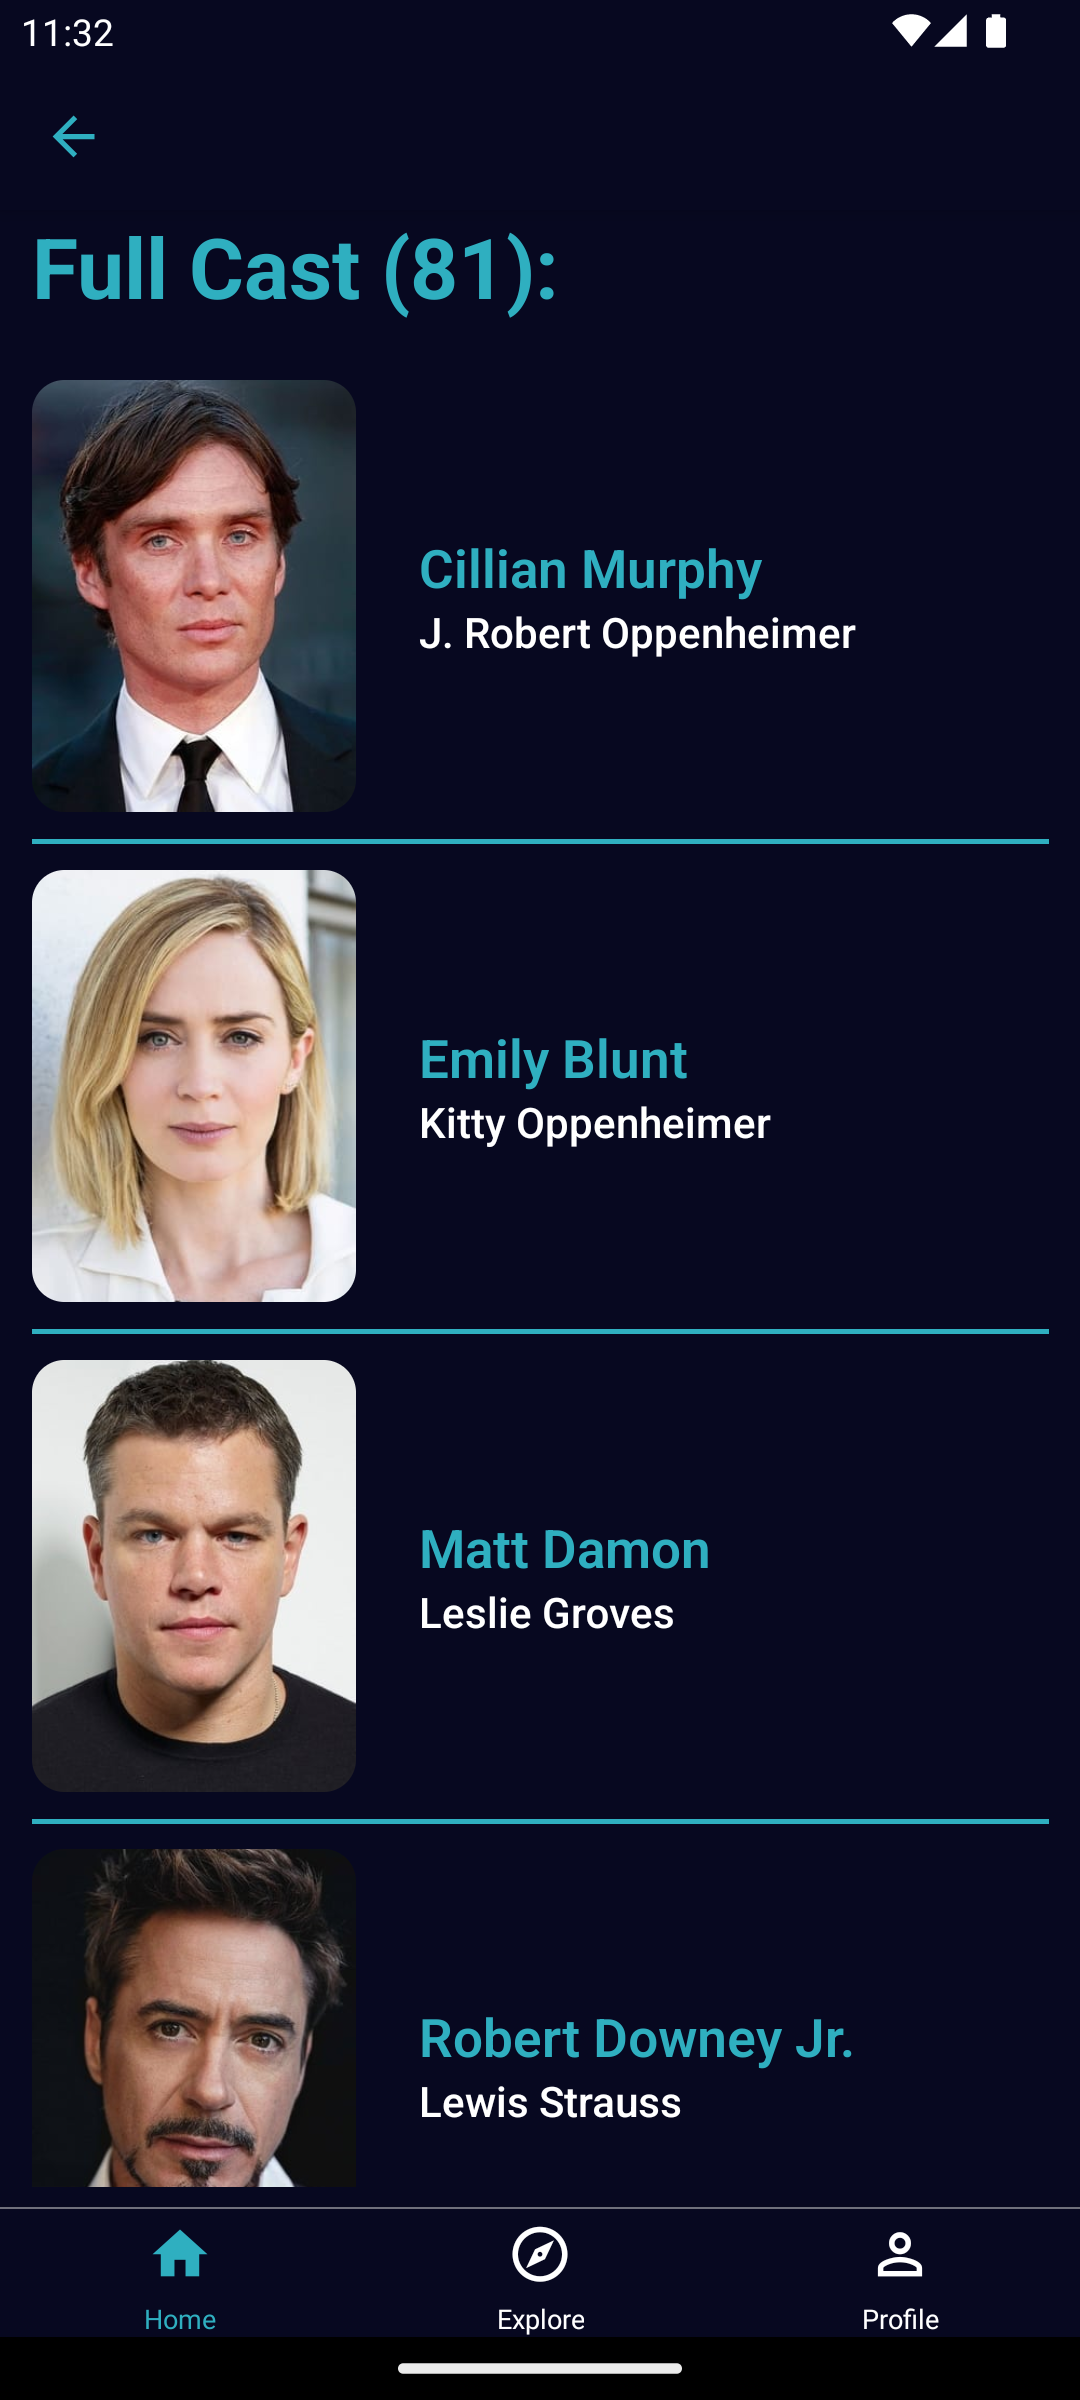 11:32
Full Cast (81):
Cillian Murphy
J. Robert Oppenheimer
Emily Blunt
Kitty Oppenheimer
Matt Damon
Leslie Groves
Robert Downey Jr.
Lewis Strauss
Home
Explore
Profile